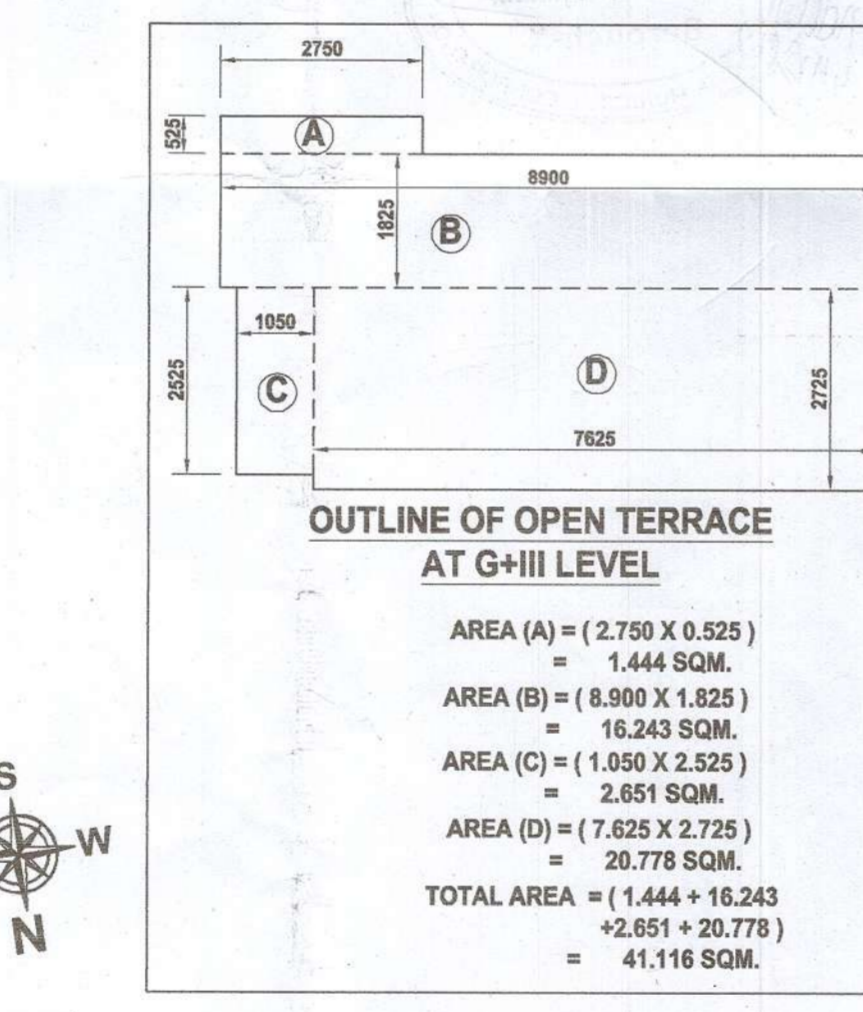 2750
525
A
8900
1825
B
1050
2525
C
D
2725
7625
OUTLINE OF OPEN TERRACE
AT G+III LEVEL
AREA (A) = ( 2.750 X 0.525 )
= 1.444 SQM.
AREA (B) = ( 8.900 X 1.825 )
= 16.243 SQM.
AREA (C) = ( 1.050 X 2.525 )
= 2.651 SQM.
AREA (D) = ( 7.625 X 2.725 )
= 20.778 SQM.
TOTAL AREA = ( 1.444 + 16.243
+2.651 + 20.778 )
= 41.116 SQM.
S
W
N